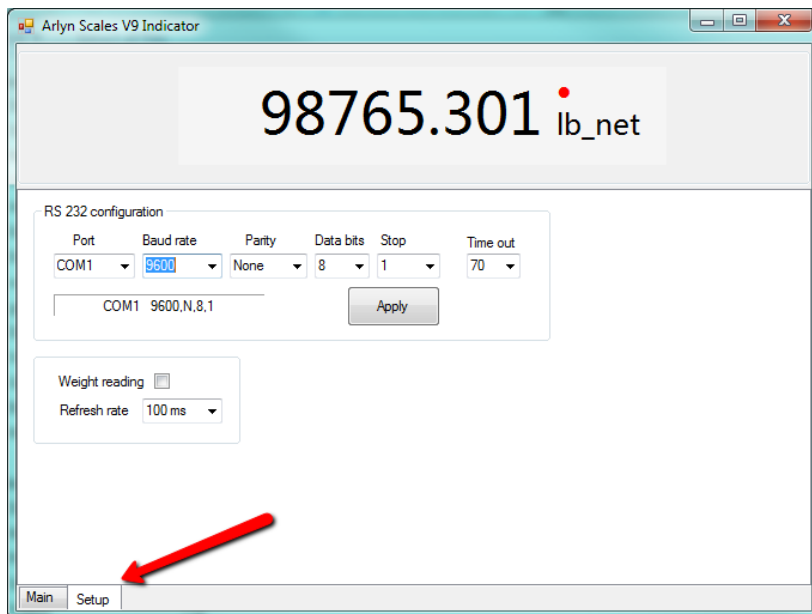 Arlyn Scales V9 Indicator
98765.301 lb_net
RS 232 configuration
Port Baud rate Parity Data bits Stop Time out
COM1 9600 None 8 1 70
COM1 9600,N,8,1 Apply
Weight reading
Refresh rate 100 ms
Main Setup